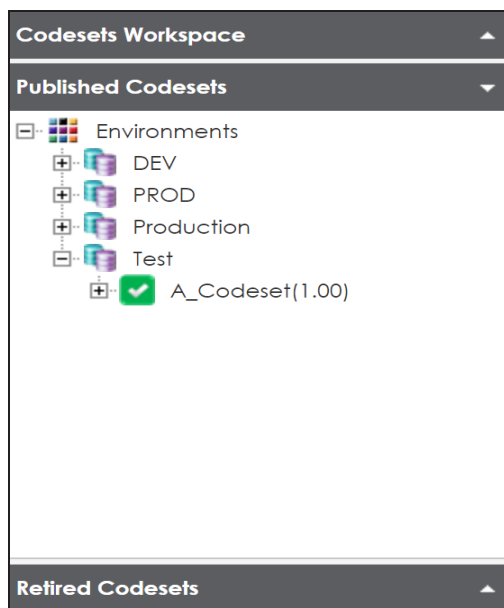 Codesets Workspace
Published Codesets
Environments
DEV
PROD
Production
Test
A_Codeset(1.00)
Retired Codesets